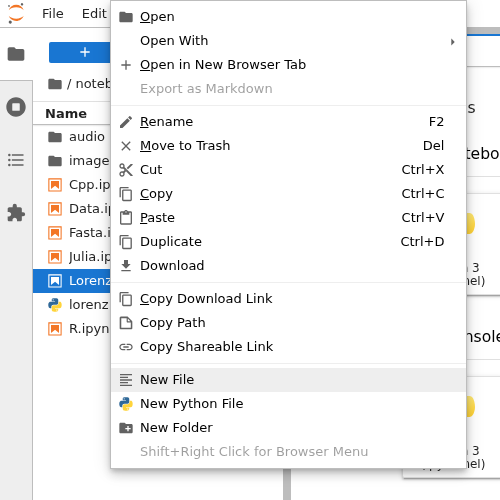 File Edit
+
/ noteb
Name
audio
image
Cpp.ip
Data.ip
Fasta.i
Julia.ip
Lorenz
lorenz
R.ipyn
Open
Open With
Open in New Browser Tab
Export as Markdown
Rename F2
Move to Trash Del
Cut Ctrl+X
Copy Ctrl+C
Paste Ctrl+V
Duplicate Ctrl+D
Download
Copy Download Link
Copy Path
Copy Shareable Link
New File
New Python File
New Folder
Shift+Right Click for Browser Menu
s
tebo
3
nel)
nsole
3